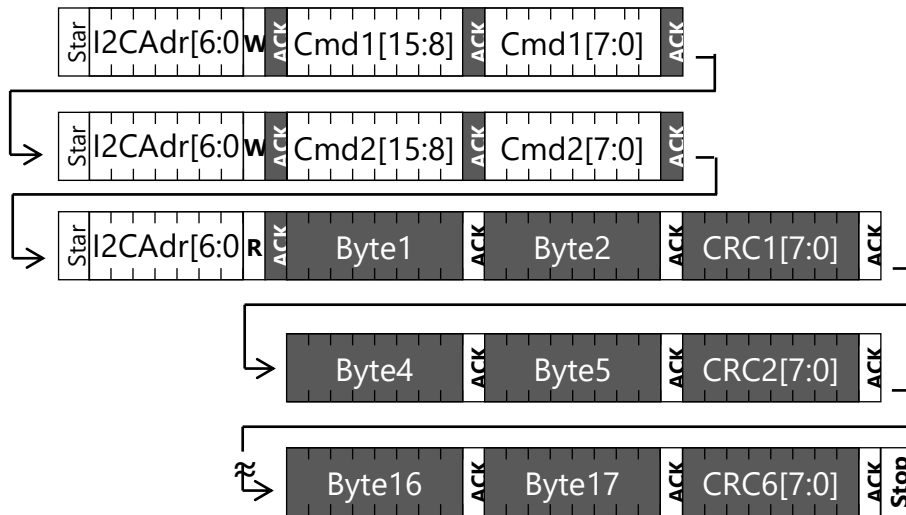 Star I2CAdr[6:0 W ACK Cmd1[15:8] ACK Cmd1[7:0] ACK
Star I2CAdr[6:0 W ACK Cmd2[15:8] ACK Cmd2[7:0] ACK
Star I2CAdr[6:0 R ACK Byte1 ACK Byte2 ACK CRC1[7:0] ACK
Byte4 ACK Byte5 ACK CRC2[7:0] ACK
Byte16 ACK Byte17 ACK CRC6[7:0] ACK Stop